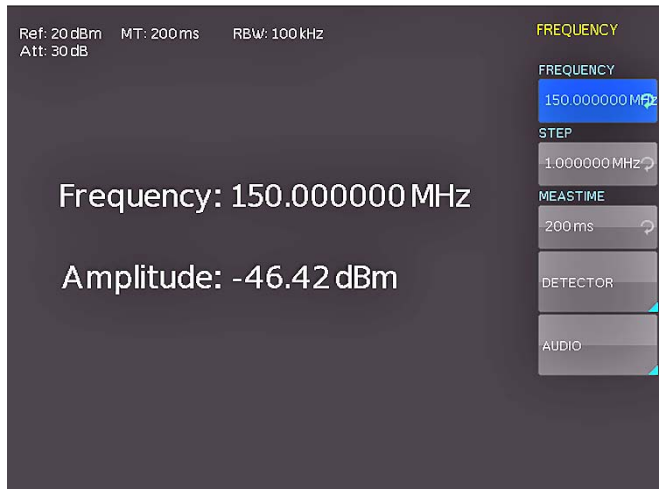 Ref: 20 dBm MT: 200 ms RBW: 100 kHz
Att: 30 dB
Frequency: 150.000000 MHz
Amplitude: -46.42 dBm
FREQUENCY
FREQUENCY
150.000000 MHz
STEP
1.000000 MHz
MEASTIME
200 ms
DETECTOR
AUDIO